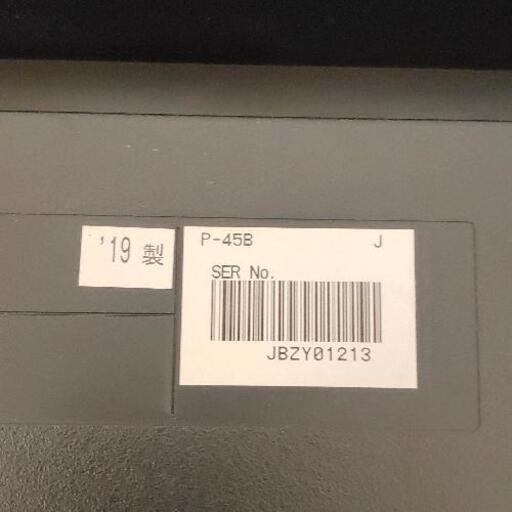 '19 製
P-45B J
SER No.
JBZY01213